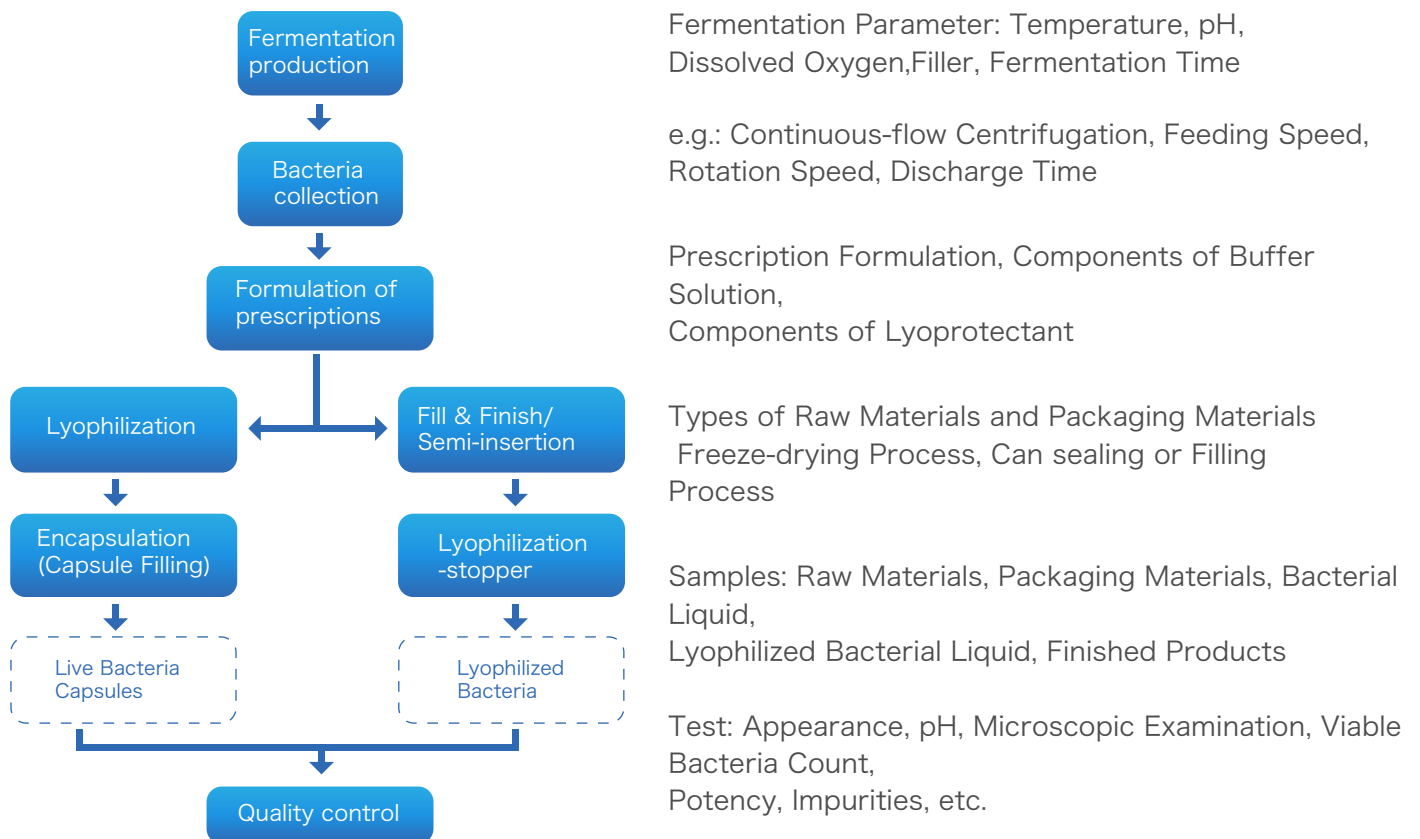 Fermentation
production
Fermentation Parameter: Temperature, pH,
Dissolved Oxygen,Filler, Fermentation Time
Bacteria
collection
e.g.: Continuous-flow Centrifugation, Feeding Speed,
Rotation Speed, Discharge Time
Formulation of
prescriptions
Prescription Formulation, Components of Buffer
Solution,
Components of Lyoprotectant
Lyophilization
Fill & Finish/
Semi-insertion
Types of Raw Materials and Packaging Materials
Freeze-drying Process, Can sealing or Filling
Process
Encapsulation
(Capsule Filling)
Lyophilization
-stopper
Samples: Raw Materials, Packaging Materials, Bacterial
Liquid,
Lyophilized Bacterial Liquid, Finished Products
Live Bacteria
Capsules
Lyophilized
Bacteria
Test: Appearance, pH, Microscopic Examination, Viable
Bacteria Count,
Potency, Impurities, etc.
Quality control